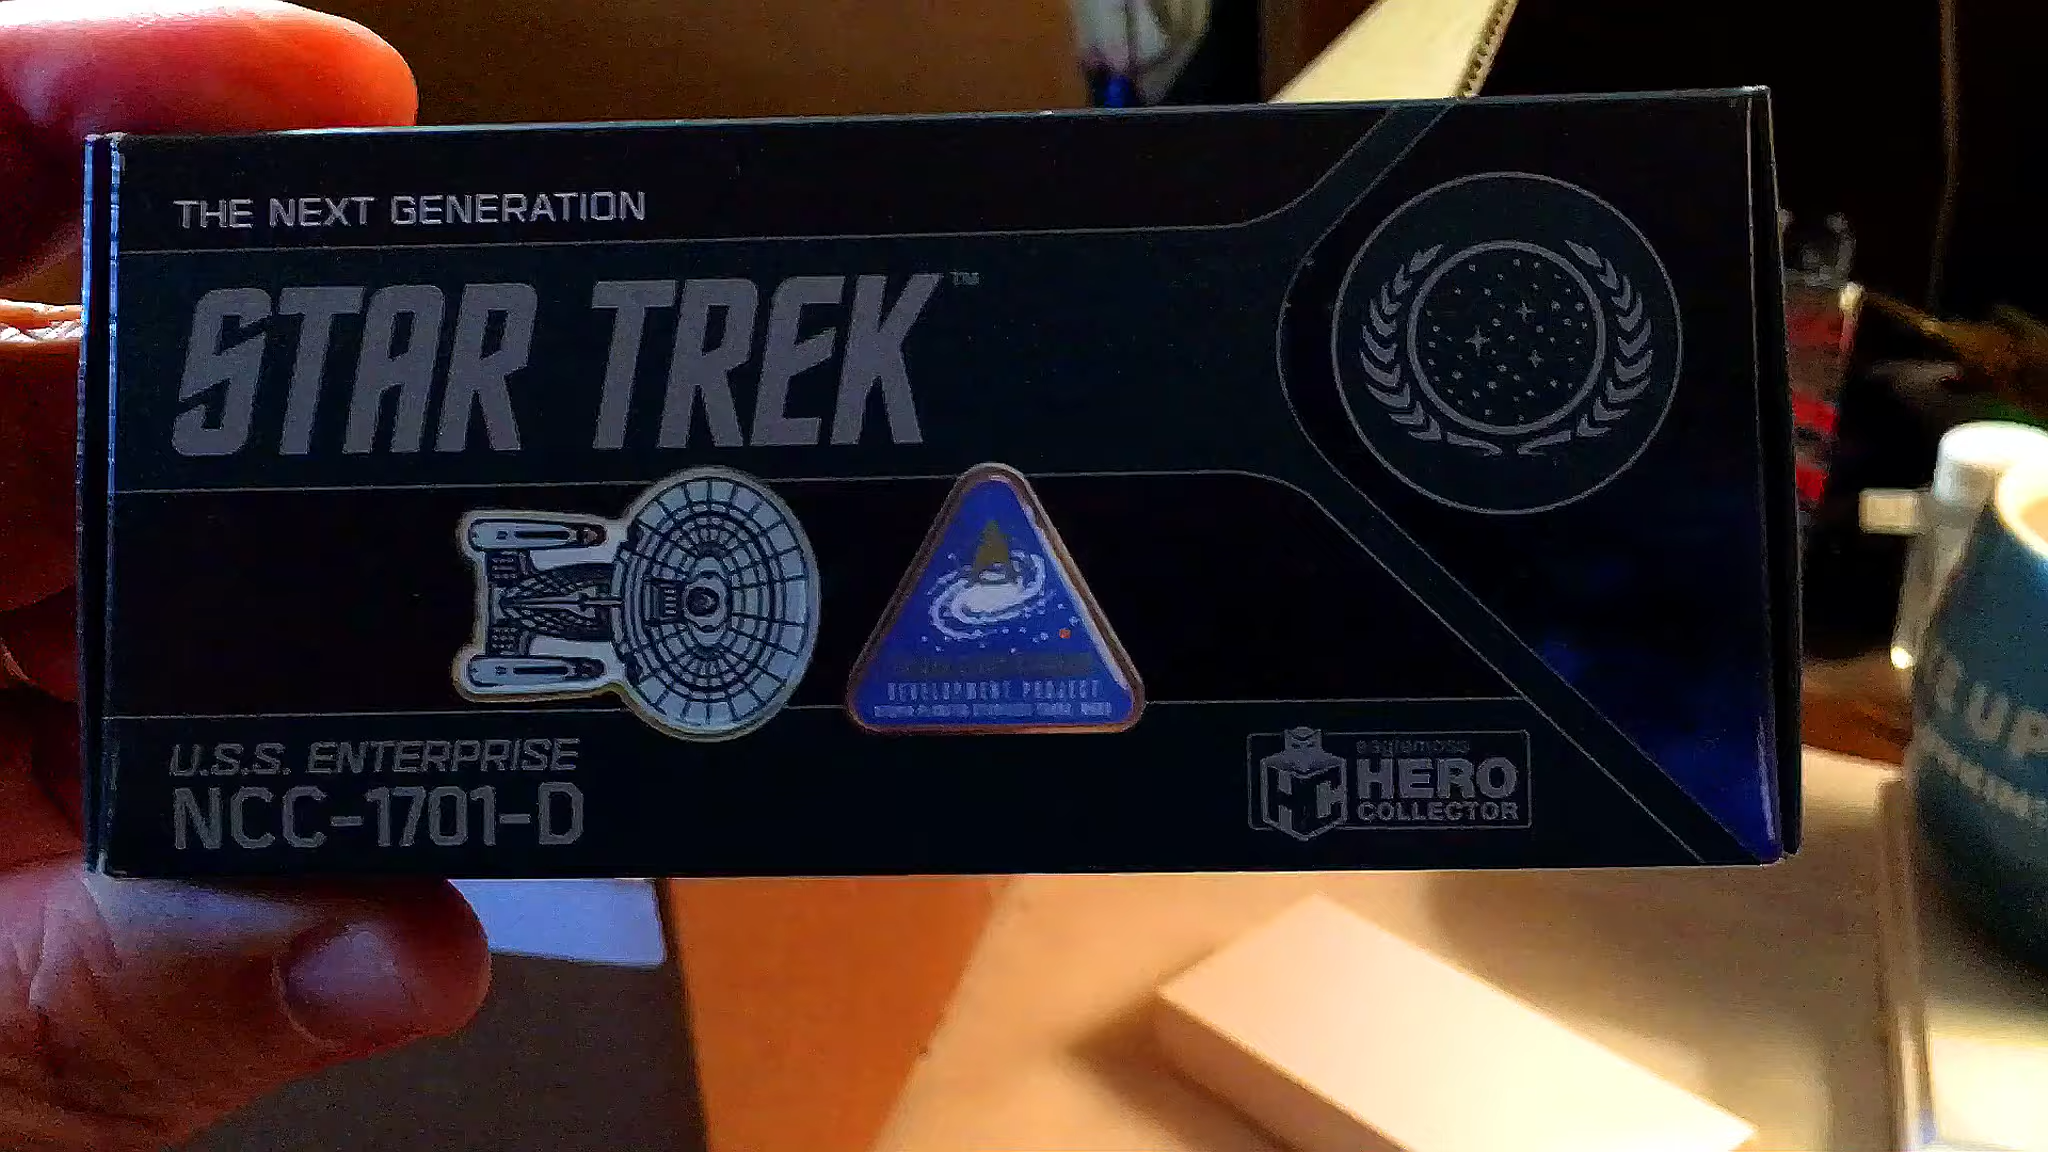 THE NEXT GENERATION
STAR TREK™
DEVELOPMENT PROJECT
U.S.S. ENTERPRISE
NCC-1701-D
eaglemoss
HERO
COLLECTOR